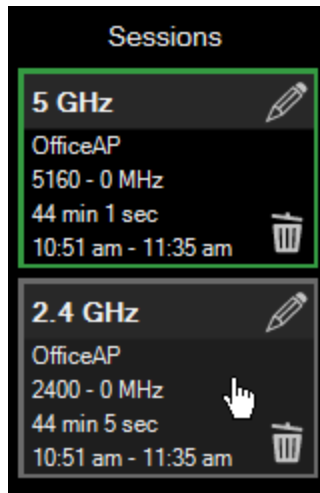 Sessions
5 GHz
OfficeAP
5160 - 0 MHz
44 min 1 sec
10:51 am - 11:35 am
2.4 GHz
OfficeAP
2400 - 0 MHz
44 min 5 sec
10:51 am - 11:35 am